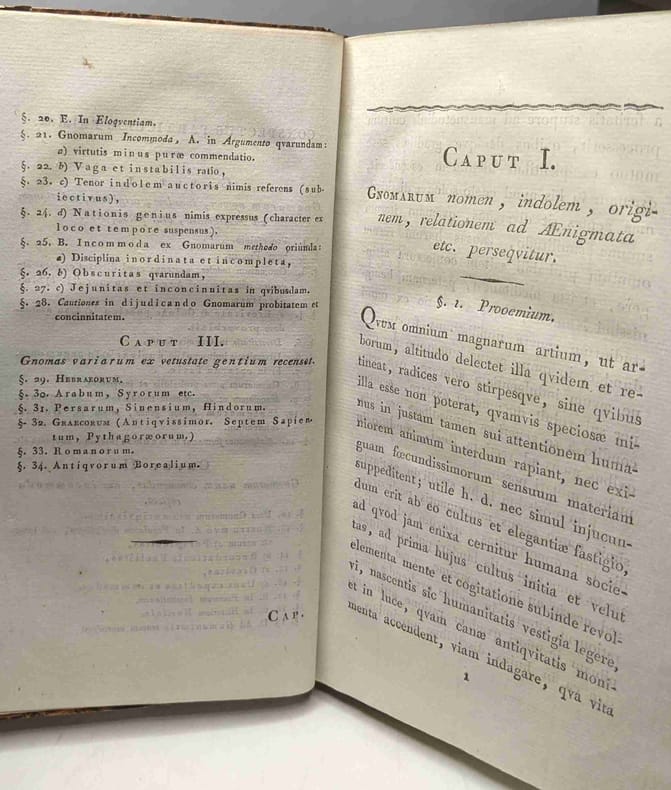 §. 20. E. In Eloqventiam.
§. 21. Gnomarum Incommoda, A. in Argumento qvarundam:
a) virtutis minus puræ commendatio.
§. 22. b) Vaga et instabilis ratio,
§. 23. c) Tenor indolem auctoris nimis referens (sub-
iectivus),
§. 24. d) Nationis genius nimis expressus (character ex
loco et tempore suspensus).
§. 25. B. Incommoda ex Gnomarum methodo oriunda:
a) Disciplina inordinata et incompleta,
§. 26. b) Obscuritas qvarundam,
§. 27. c) Jejunitas et inconcinnitas in qvibusdam.
§. 28. Cautiones in dijudicando Gnomarum probitatem et
concinnitatem.
CAPUT III.
Gnomas variarum ex vetustate gentium recenset.
§. 29. HEBRAEORUM.
§. 30. Arabum, Syrorum etc.
§. 31. Persarum, Sinensium, Hindorum.
§. 32. GRAECORUM (Antiqvissimor. Septem Sapien-
tum, Pythagoræorum.)
§. 33. Romanorum.
§. 34. Antiqvorum Borealium.
CAP.
CAPUT I.
GNOMARUM nomen, indolem, origi-
nem, relationem ad Ænigmata
etc. perseqvitur.
§. 1. Prooemium.
Qvum omnium magnarum artium, ut ar-
borum, altitudo delectet illa qvidem et re-
tineat, radices vero stirpesqve, sine qvibus
illa esse non poterat, qvamvis speciosæ mi-
nus in justam tamen sui attentionem huma-
niorem animum interdum rapiant, nec exi-
guam fœcundissimorum sensuum materiam
suppeditent; utile h. d. nec simul injucun-
dum erit ab eo cultus et elegantiæ fastigio,
ad qvod jam enixa cernitur humana socie-
tas, ad prima hujus cultus initia et velut
elementa mente et cogitatione subinde revol-
vi, nascentis sic humanitatis vestigia legere,
et in luce, qvam canæ antiqvitatis moni-
menta accendent, viam indagare, qva vita
1